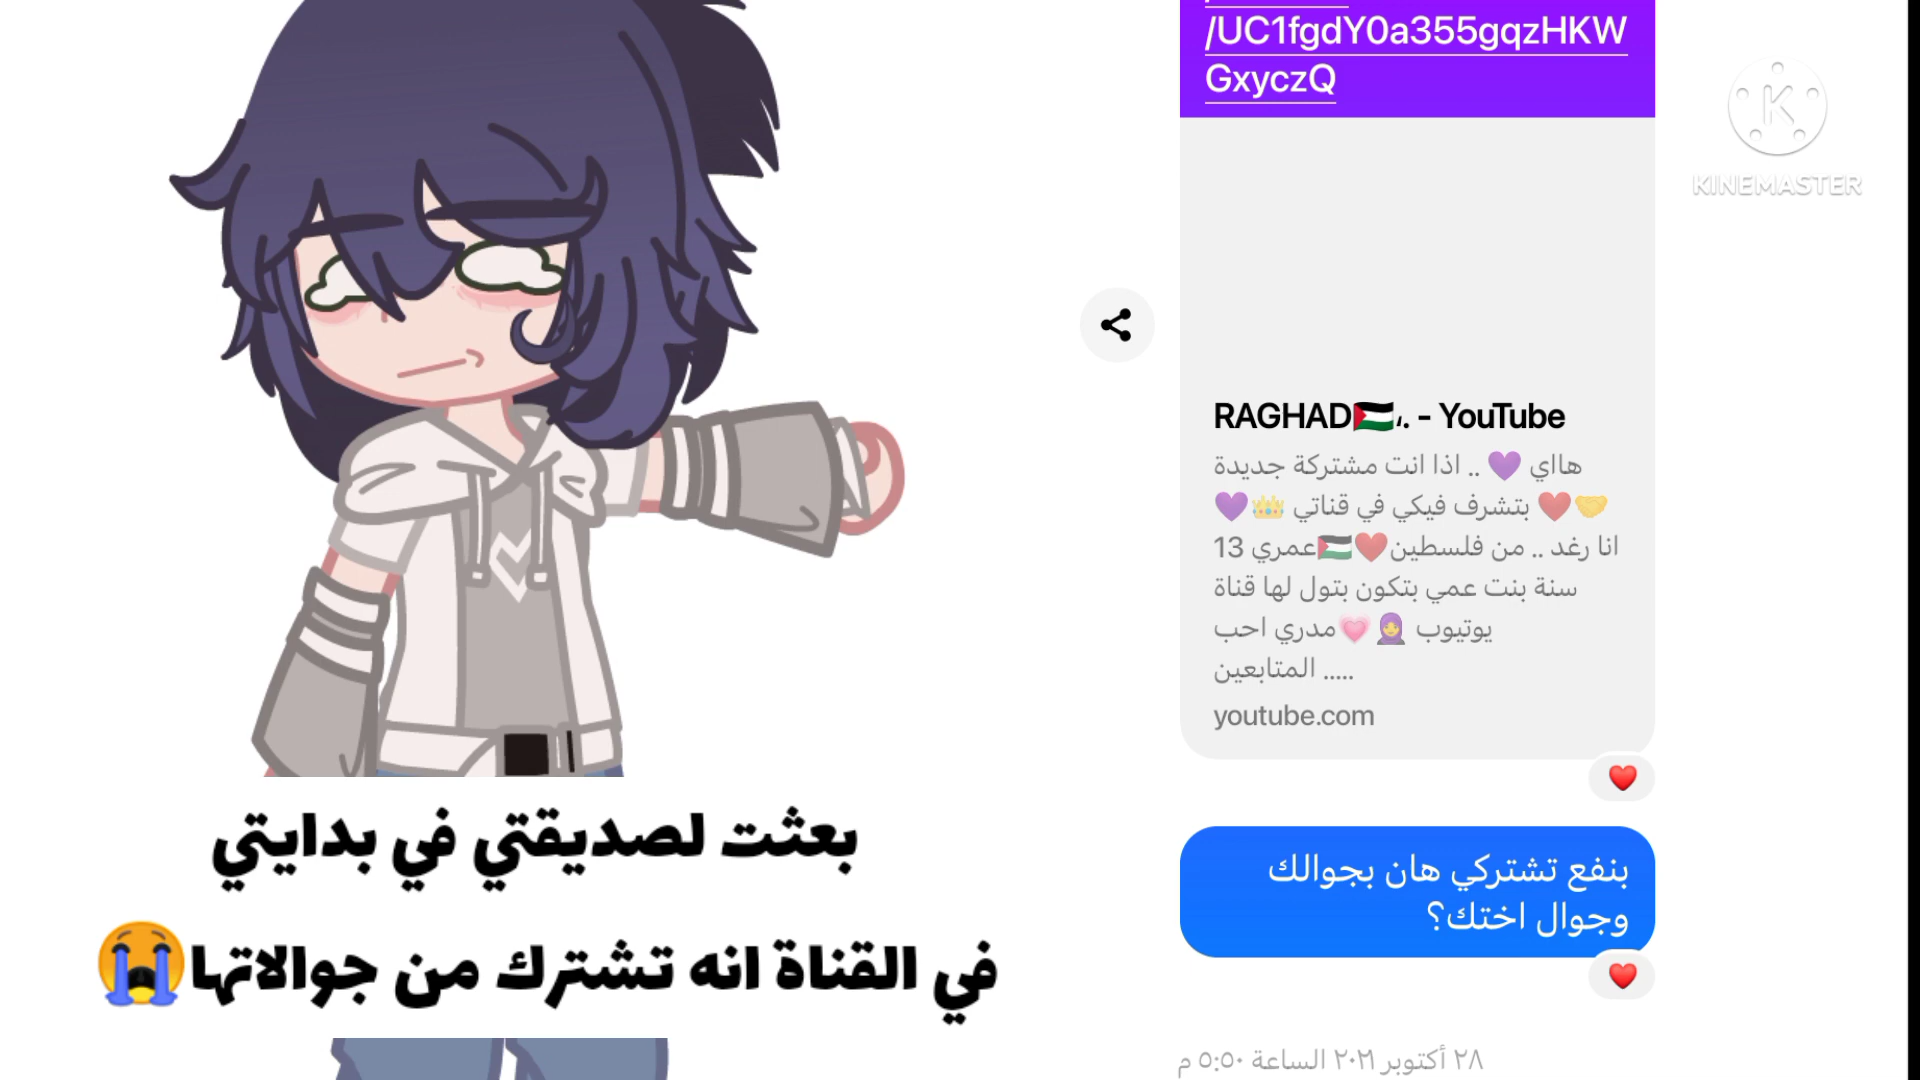 /UC1fgdY0a355gqzHKW
GxyczQ
KINEMASTER
RAGHAD🇵🇸،. - YouTube
هااي 💜 .. اذا انت مشتركة جديدة
🤝❤️ بتشرف فيكي في قناتي 👑💜
انا رغد .. من فلسطين❤️🇵🇸عمري 13
سنة بنت عمي بتكون بتول لها قناة
يوتيوب 🧕💗مدري احب
المتابعين .....
youtube.com
❤️
بنفع تشتركي هان بجوالك
وجوال اختك؟
❤️
٢٨ أكتوبر ٢٠٢١ الساعة ٥:٥٠ م
بعثت لصديقتي في بدايتي
في القناة انه تشترك من جوالاتها😭